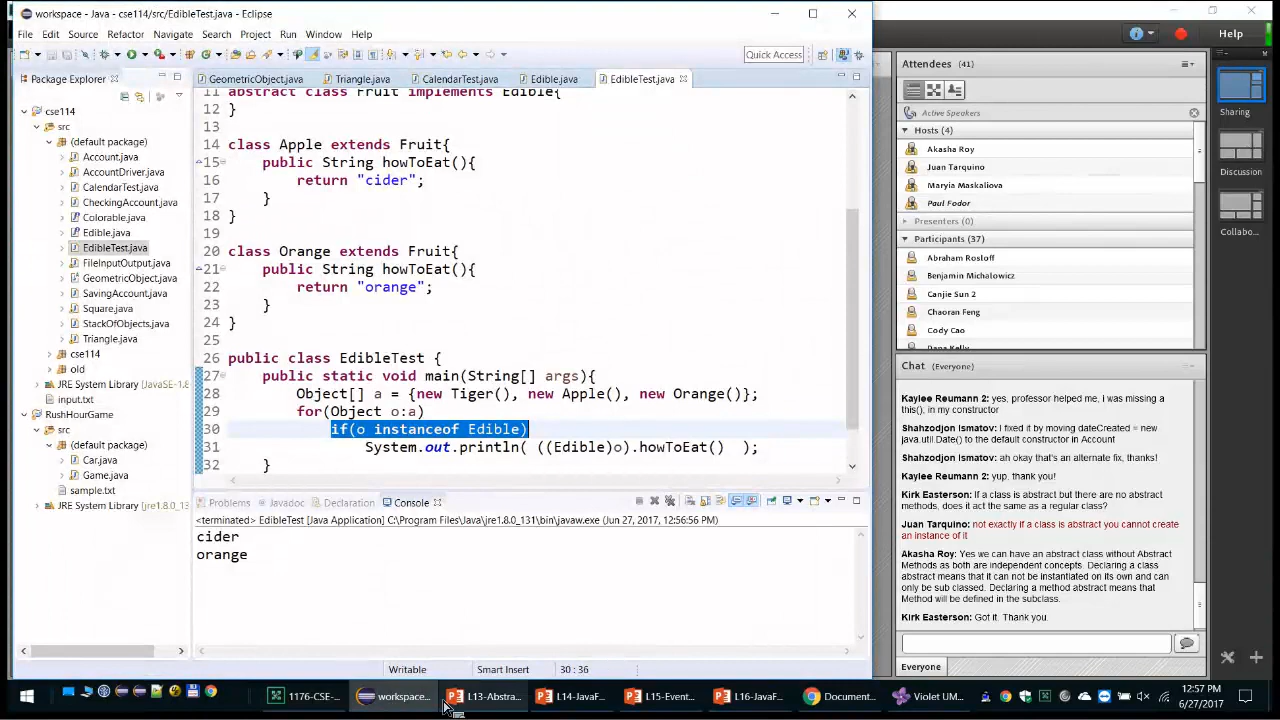 workspace - Java - cse114/src/EdibleTest.java - Eclipse
File Edit Source Refactor Navigate Search Project Run Window Help
Help
Quick Access
Package Explorer
GeometricObject.java
Triangle.java
CalendarTest.java
Edible.java
EdibleTest.java
cse114
src
(default package)
Account.java
AccountDriver.java
CalendarTest.java
CheckingAccount.java
Colorable.java
Edible.java
EdibleTest.java
FileInputOutput.java
GeometricObject.java
SavingAccount.java
Square.java
StackOfObjects.java
Triangle.java
cse114
old
JRE System Library [JavaSE-1.8
input.txt
RushHourGame
src
(default package)
Car.java
Game.java
sample.txt
JRE System Library [jre1.8.0_131
11 abstract class Fruit implements Edible{
12 }
13
14 class Apple extends Fruit{
15 public String howToEat(){
16 return "cider";
17 }
18 }
19
20 class Orange extends Fruit{
21 public String howToEat(){
22 return "orange";
23 }
24 }
25
26 public class EdibleTest {
27 public static void main(String[] args){
28 Object[] a = {new Tiger(), new Apple(), new Orange()};
29 for(Object o:a)
30 if(o instanceof Edible)
31 System.out.println( ((Edible)o).howToEat() );
32 }
Problems Javadoc Declaration Console
<terminated> EdibleTest [Java Application] C:\Program Files\Java\jre1.8.0_131\bin\javaw.exe (Jun 27, 2017, 12:56:56 PM)
cider
orange
Writable Smart Insert 30 : 36
Attendees (41)
Active Speakers
Hosts (4)
Akasha Roy
Juan Tarquino
Maryia Maskaliova
Paul Fodor
Presenters (0)
Participants (37)
Abraham Rosloff
Benjamin Michalowicz
Canjie Sun 2
Chaoran Feng
Cody Cao
Sharing
Discussion
Collabo...
Chat (Everyone)
Kaylee Reumann 2: yes, professor helped me, i was missing a
this(), in my constructor
Shahzodjon Ismatov: I fixed it by moving dateCreated = new
java.util.Date() to the default constructor in Account
Shahzodjon Ismatov: ah okay that's an alternate fix, thanks!
Kaylee Reumann 2: yup. thank you!
Kirk Easterson: If a class is abstract but there are no abstract
methods, does it act the same as a regular class?
Juan Tarquino: not exactly if a class is abstract you cannot create
an instance of it
Akasha Roy: Yes we can have an abstract class without Abstract
Methods as both are independent concepts. Declaring a class
abstract means that it can not be instantiated on its own and can
only be sub classed. Declaring a method abstract means that
Method will be defined in the subclass.
Kirk Easterson: Got it. Thank you.
Everyone
1176-CSE-...
workspace...
L13-Abstra...
L14-JavaF...
L15-Event...
L16-JavaF...
Document...
Violet UM...
12:57 PM
6/27/2017